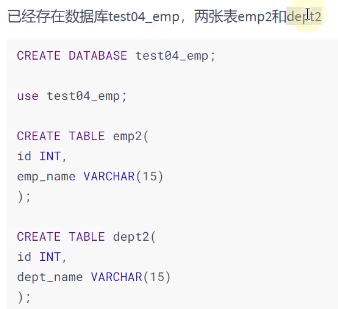 已经存在数据库test04_emp，两张表emp2和dept2
CREATE DATABASE test04_emp;
use test04_emp;
CREATE TABLE emp2(
id INT,
emp_name VARCHAR(15)
);
CREATE TABLE dept2(
id INT,
dept_name VARCHAR(15)
);